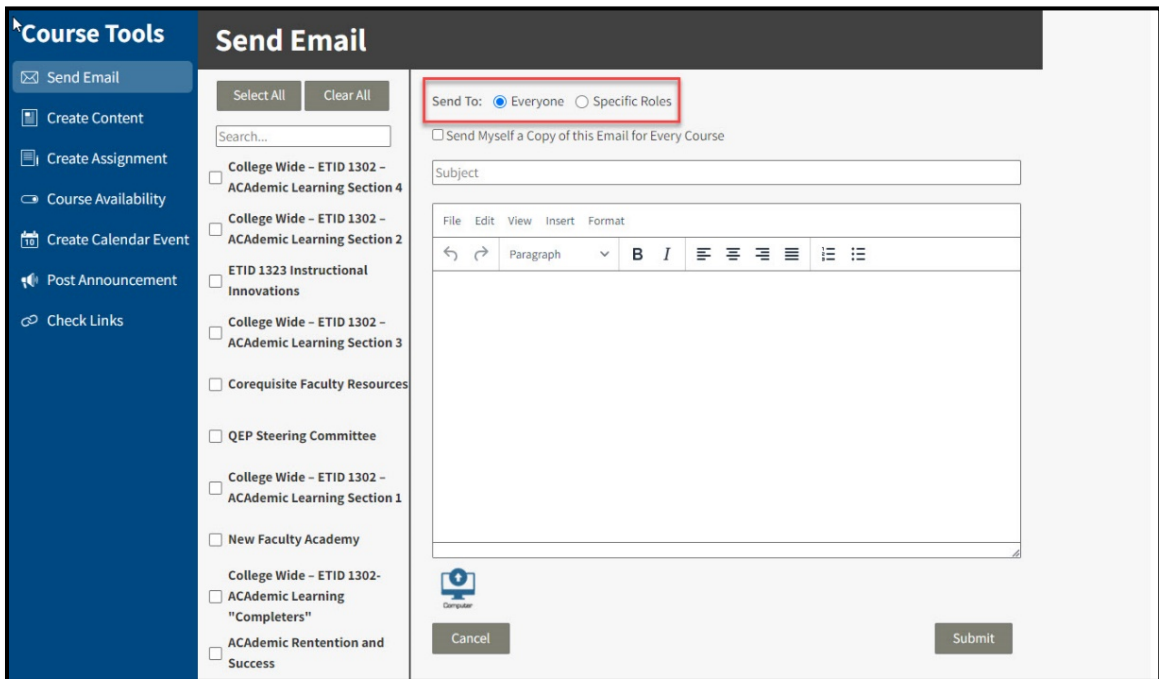 Course Tools
Send Email
Create Content
Create Assignment
Course Availability
10 Create Calendar Event
Post Announcement
Check Links
Send Email
Select All Clear All
Search...
College Wide – ETID 1302 –
ACAdemic Learning Section 4
College Wide – ETID 1302 –
ACAdemic Learning Section 2
ETID 1323 Instructional
Innovations
College Wide – ETID 1302 –
ACAdemic Learning Section 3
Corequisite Faculty Resources
QEP Steering Committee
College Wide – ETID 1302 –
ACAdemic Learning Section 1
New Faculty Academy
College Wide – ETID 1302-
ACAdemic Learning
"Completers"
ACAdemic Rentention and
Success
Send To: Everyone Specific Roles
Send Myself a Copy of this Email for Every Course
Subject
File Edit View Insert Format
Paragraph B I
Computer
Cancel Submit